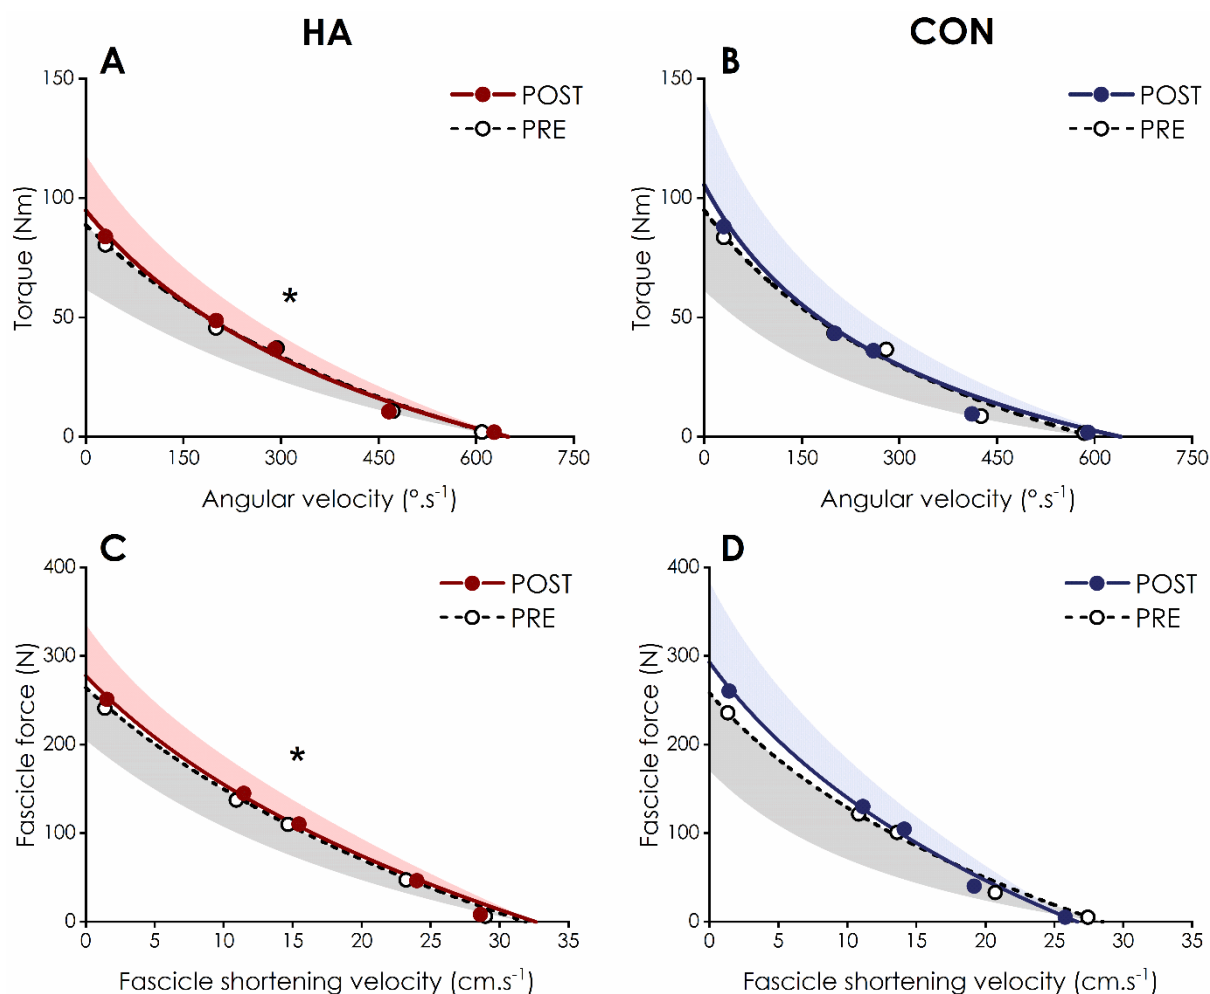 HA
CON
A
B
150
100
50
0
Torque (Nm)
POST
PRE
*
0 150 300 450 600 750
Angular velocity (°.s⁻¹)
150
100
50
0
Torque (Nm)
POST
PRE
0 150 300 450 600 750
Angular velocity (°.s⁻¹)
C
D
400
300
200
100
0
Fascicle force (N)
POST
PRE
*
0 5 10 15 20 25 30 35
Fascicle shortening velocity (cm.s⁻¹)
400
300
200
100
0
Fascicle force (N)
POST
PRE
0 5 10 15 20 25 30 35
Fascicle shortening velocity (cm.s⁻¹)